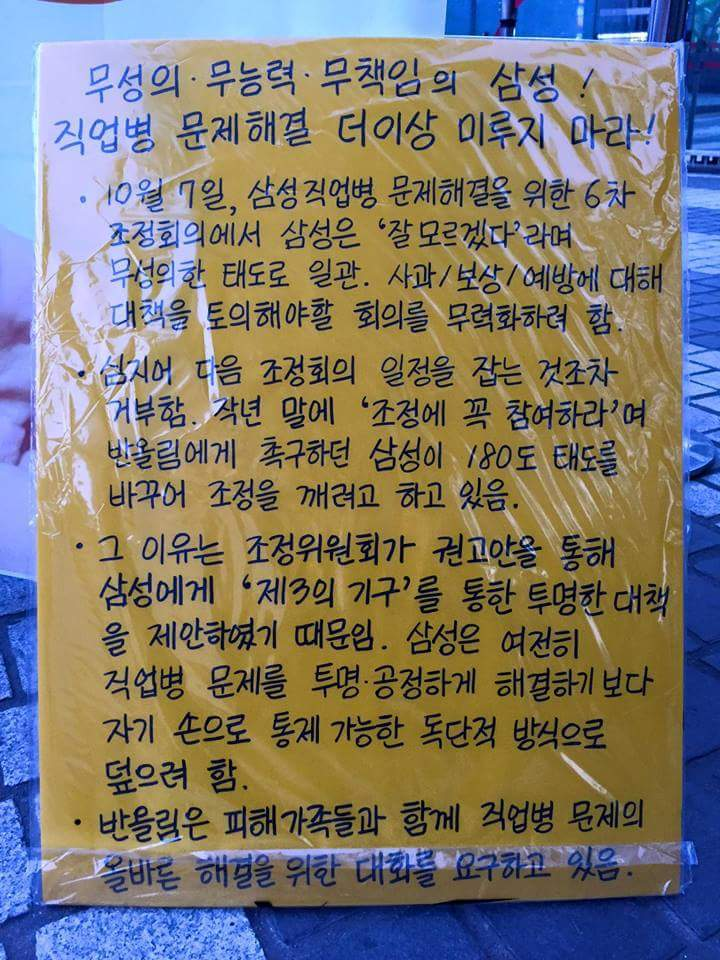 무성의·무능력·무책임의 삼성!
직업병 문제해결 더이상 미루지 마라!
· 10월 7일, 삼성직업병 문제해결을 위한 6차
조정회의에서 삼성은 '잘모르겠다'라며
무성의한 태도로 일관. 사과/보상/예방에 대해
대책을 토의해야할 회의를 무력화하려 함.
· 심지어 다음 조정회의 일정을 잡는 것조차
거부함. 작년 말에 '조정에 꼭 참여하라'며
반올림에게 촉구하던 삼성이 180도 태도를
바꾸어 조정을 깨려고 하고 있음.
· 그 이유는 조정위원회가 권고안을 통해
삼성에게 '제3의 기구'를 통한 투명한 대책
을 제안하였기 때문임. 삼성은 여전히
직업병 문제를 투명·공정하게 해결하기보다
자기 손으로 통제 가능한 독단적 방식으로
덮으려 함.
· 반올림은 피해가족들과 함께 직업병 문제의
올바른 해결을 위한 대화를 요구하고 있음.